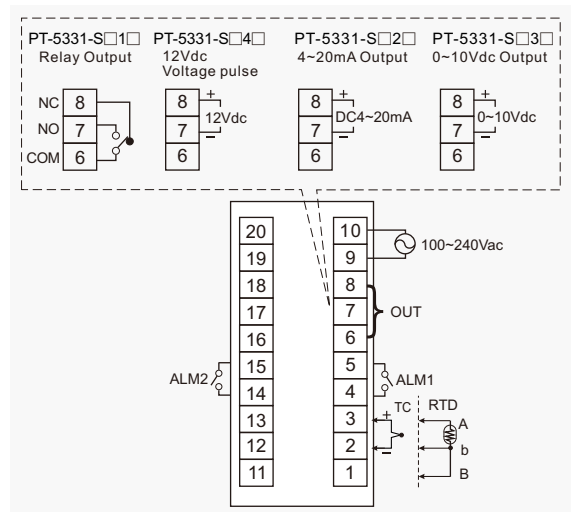 PT-5331-S□1□ PT-5331-S□4□ PT-5331-S□2□ PT-5331-S□3□
Relay Output 12Vdc 4~20mA Output 0~10Vdc Output
Voltage pulse
NC 8 8 + 8 + 8 +
NO 7 7 12Vdc 7 DC4~20mA 7 0~10Vdc
COM 6 6 − 6 − 6 −
20 10
19 9 100~240Vac
18 8
17 7 OUT
16 6
15 5
ALM2 ALM1
14 4
13 3 + TC RTD
A
12 2 − b
11 1 B